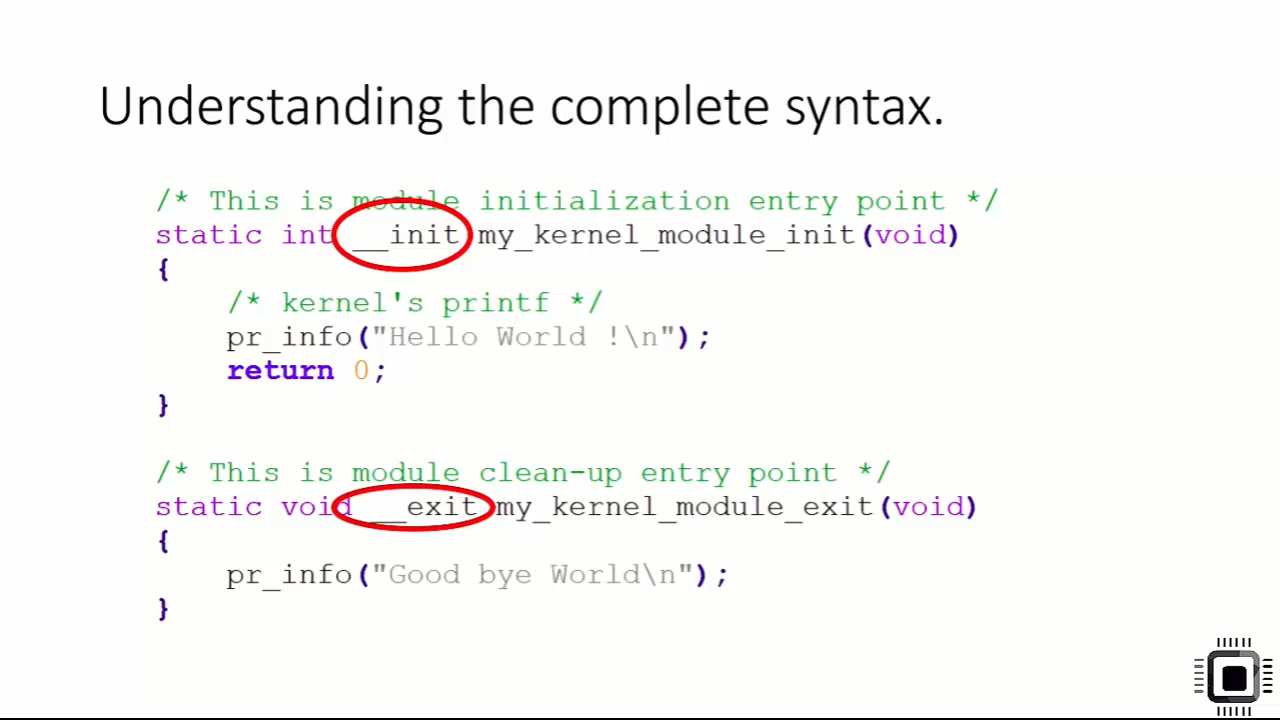 Understanding the complete syntax.
/* This is module initialization entry point */
static int __init my_kernel_module_init(void)
{
/* kernel's printf */
pr_info("Hello World !\n");
return 0;
}
/* This is module clean-up entry point */
static void __exit my_kernel_module_exit(void)
{
pr_info("Good bye World\n");
}